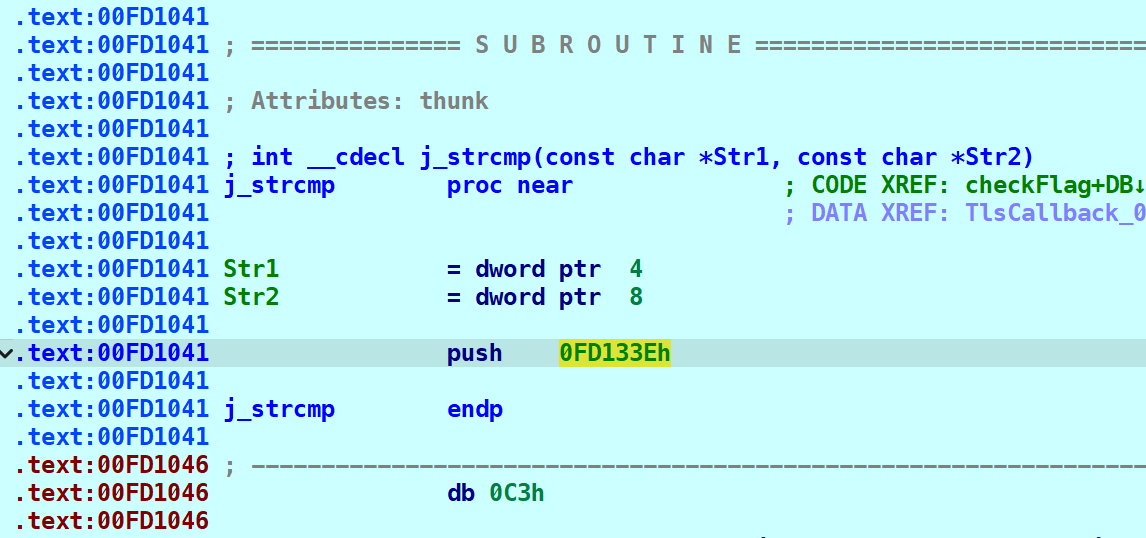 .text:00FD1041
.text:00FD1041 ; =============== S U B R O U T I N E ============================
.text:00FD1041
.text:00FD1041 ; Attributes: thunk
.text:00FD1041
.text:00FD1041 ; int __cdecl j_strcmp(const char *Str1, const char *Str2)
.text:00FD1041 j_strcmp        proc near               ; CODE XREF: checkFlag+DB↓
.text:00FD1041                                         ; DATA XREF: TlsCallback_0
.text:00FD1041
.text:00FD1041 Str1            = dword ptr  4
.text:00FD1041 Str2            = dword ptr  8
.text:00FD1041
.text:00FD1041                 push    0FD133Eh
.text:00FD1041
.text:00FD1041 j_strcmp        endp
.text:00FD1041
.text:00FD1046 ; ----------------------------------------------------------------
.text:00FD1046                 db 0C3h
.text:00FD1046